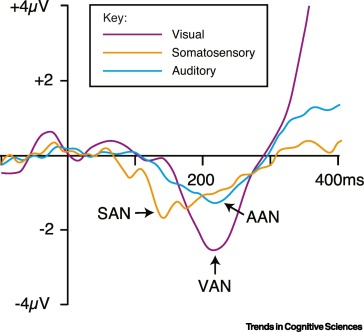 +4µV
Key:
Visual
Somatosensory
Auditory
+2
200
400ms
SAN
AAN
-2
VAN
-4µV
Trends in Cognitive Sciences